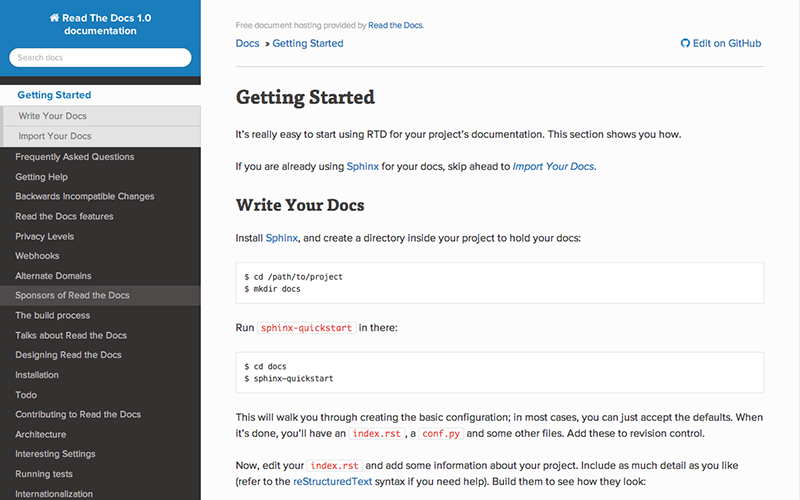 Read The Docs 1.0
documentation
Search docs
Getting Started
Write Your Docs
Import Your Docs
Frequently Asked Questions
Getting Help
Backwards Incompatible Changes
Read the Docs features
Privacy Levels
Webhooks
Alternate Domains
Sponsors of Read the Docs
The build process
Talks about Read the Docs
Designing Read the Docs
Installation
Todo
Contributing to Read the Docs
Architecture
Interesting Settings
Running tests
Internationalization
Free document hosting provided by Read the Docs.
Docs » Getting Started
Edit on GitHub
Getting Started
It's really easy to start using RTD for your project's documentation. This section shows you how.
If you are already using Sphinx for your docs, skip ahead to Import Your Docs.
Write Your Docs
Install Sphinx, and create a directory inside your project to hold your docs:
$ cd /path/to/project
$ mkdir docs
Run sphinx-quickstart in there:
$ cd docs
$ sphinx-quickstart
This will walk you through creating the basic configuration; in most cases, you can just accept the defaults. When
it's done, you'll have an index.rst, a conf.py and some other files. Add these to revision control.
Now, edit your index.rst and add some information about your project. Include as much detail as you like
(refer to the reStructuredText syntax if you need help). Build them to see how they look: